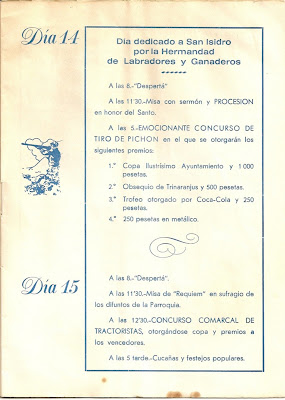 Día 14
Día dedicado a San Isidro
por la Hermandad
de Labradores y Ganaderos
A las 8.-"Despertá"
A las 11'30.-Misa con sermón y PROCESION
en honor del Santo.
A las 5.-EMOCIONANTE CONCURSO DE
TIRO DE PICHON en el que se otorgarán los
siguientes premios:
1.° Copa Ilustrísimo Ayuntamiento y 1.000
pesetas.
2.° Obsequio de Trinaranjus y 500 pesetas.
3.° Trofeo otorgado por Coca-Cola y 250
pesetas.
4.° 250 pesetas en metálico.
Día 15
A las 8.-"Despertá".
A las 11'30.-Misa de "Requiem" en sufragio de
los difuntos de la Parroquia.
A las 12'30.-CONCURSO COMARCAL DE
TRACTORISTAS, otorgándose copa y premios a
los vencedores.
A las 5 tarde.-Cucañas y festejos populares.